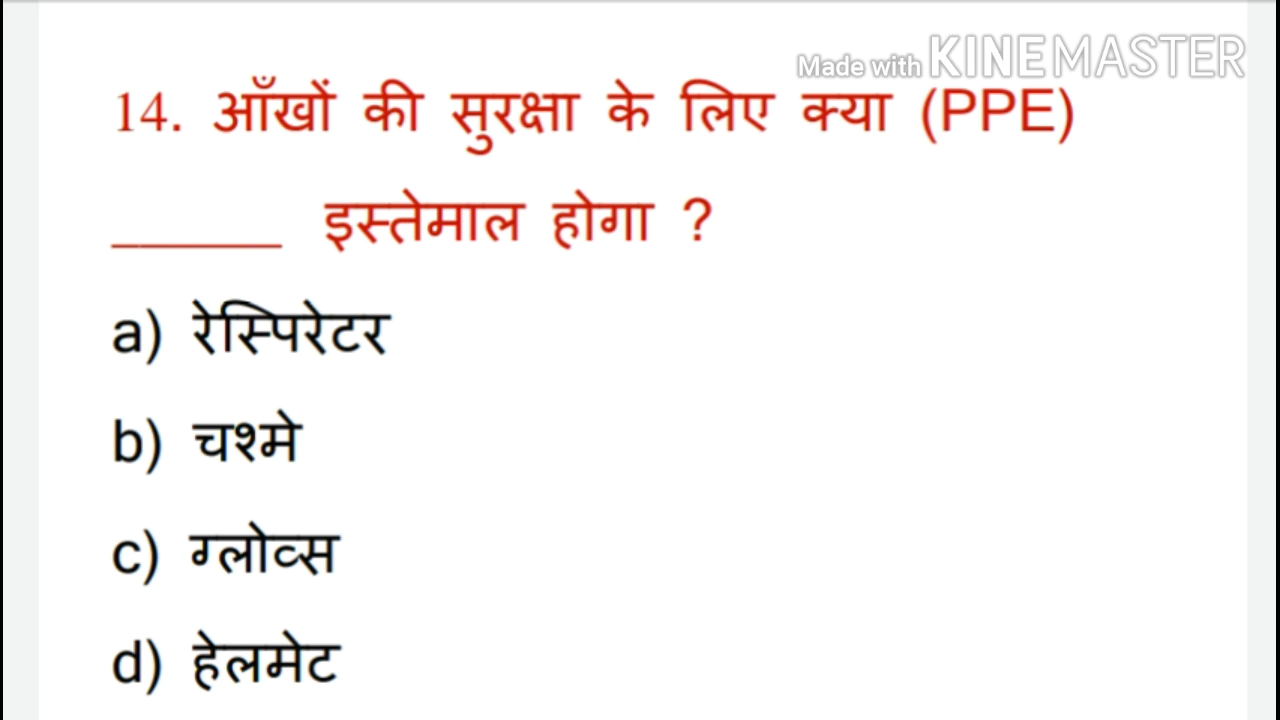 Made with KINEMASTER
14. आँखों की सुरक्षा के लिए क्या (PPE)
______ इस्तेमाल होगा ?
a) रेस्पिरेटर
b) चश्मे
c) ग्लोव्स
d) हेलमेट